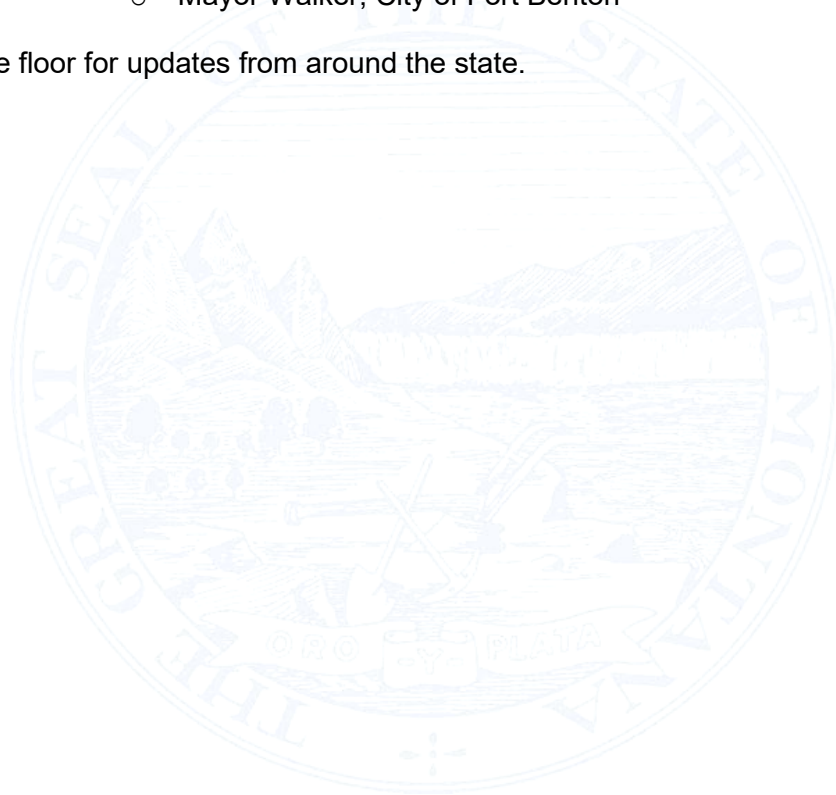 ○ Mayor Walker, City of Fort Benton
e floor for updates from around the state.
THE GREAT SEAL OF THE STATE OF MONTANA
ORO Y PLATA